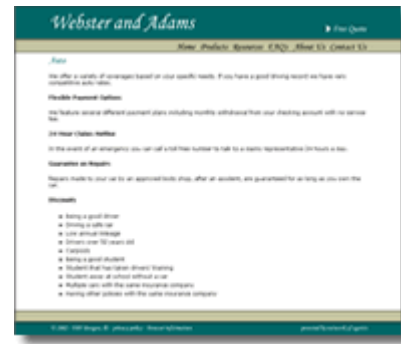 Webster and Adams
Free Quote
Home Products Resources FAQs About Us Contact Us
Auto
We offer a variety of coverages based on your specific needs. If you have a good driving record we have very
competitive auto rates.
Flexible Payment Options
We feature several different payment plans including monthly withdrawal from your checking account with no service
fee.
24 Hour Claims Hotline
In the event of an emergency you can call a toll free number to talk to a claims representative 24 hours a day.
Guarantee on Repairs
Repairs made to your car by an approved body shop, after an accident, are guaranteed for as long as you own the
car.
Discounts
Being a good driver
Driving a safe car
Low annual mileage
Drivers over 50 years old
Carpools
Being a good student
Student that has taken drivers training
Student away at school without a car
Multiple cars with the same insurance company
Having other policies with the same insurance company
privacy policy